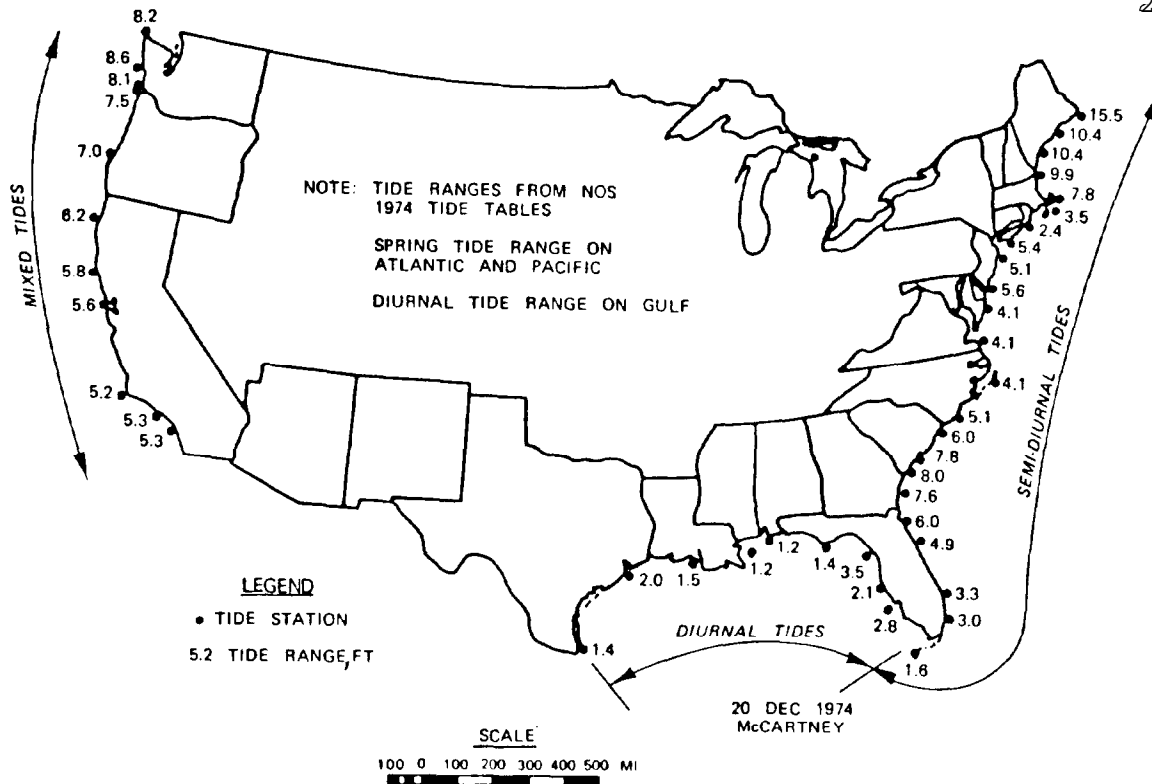 8.2
8.6
8.1
7.5
7.0
6.2
5.8
5.6
5.2
5.3
5.3
MIXED TIDES
NOTE: TIDE RANGES FROM NOS
1974 TIDE TABLES
SPRING TIDE RANGE ON
ATLANTIC AND PACIFIC
DIURNAL TIDE RANGE ON GULF
15.5
10.4
10.4
9.9
7.8
3.5
2.4
5.4
5.1
5.6
4.1
4.1
4.1
5.1
6.0
7.8
8.0
7.6
6.0
4.9
3.3
3.0
1.6
SEMI-DIURNAL TIDES
2.8
2.1
3.5
1.4
1.2
1.2
1.5
2.0
1.4
DIURNAL TIDES
LEGEND
TIDE STATION
5.2 TIDE RANGE, FT
20 DEC 1974
McCARTNEY
SCALE
100 0 100 200 300 400 500 MI